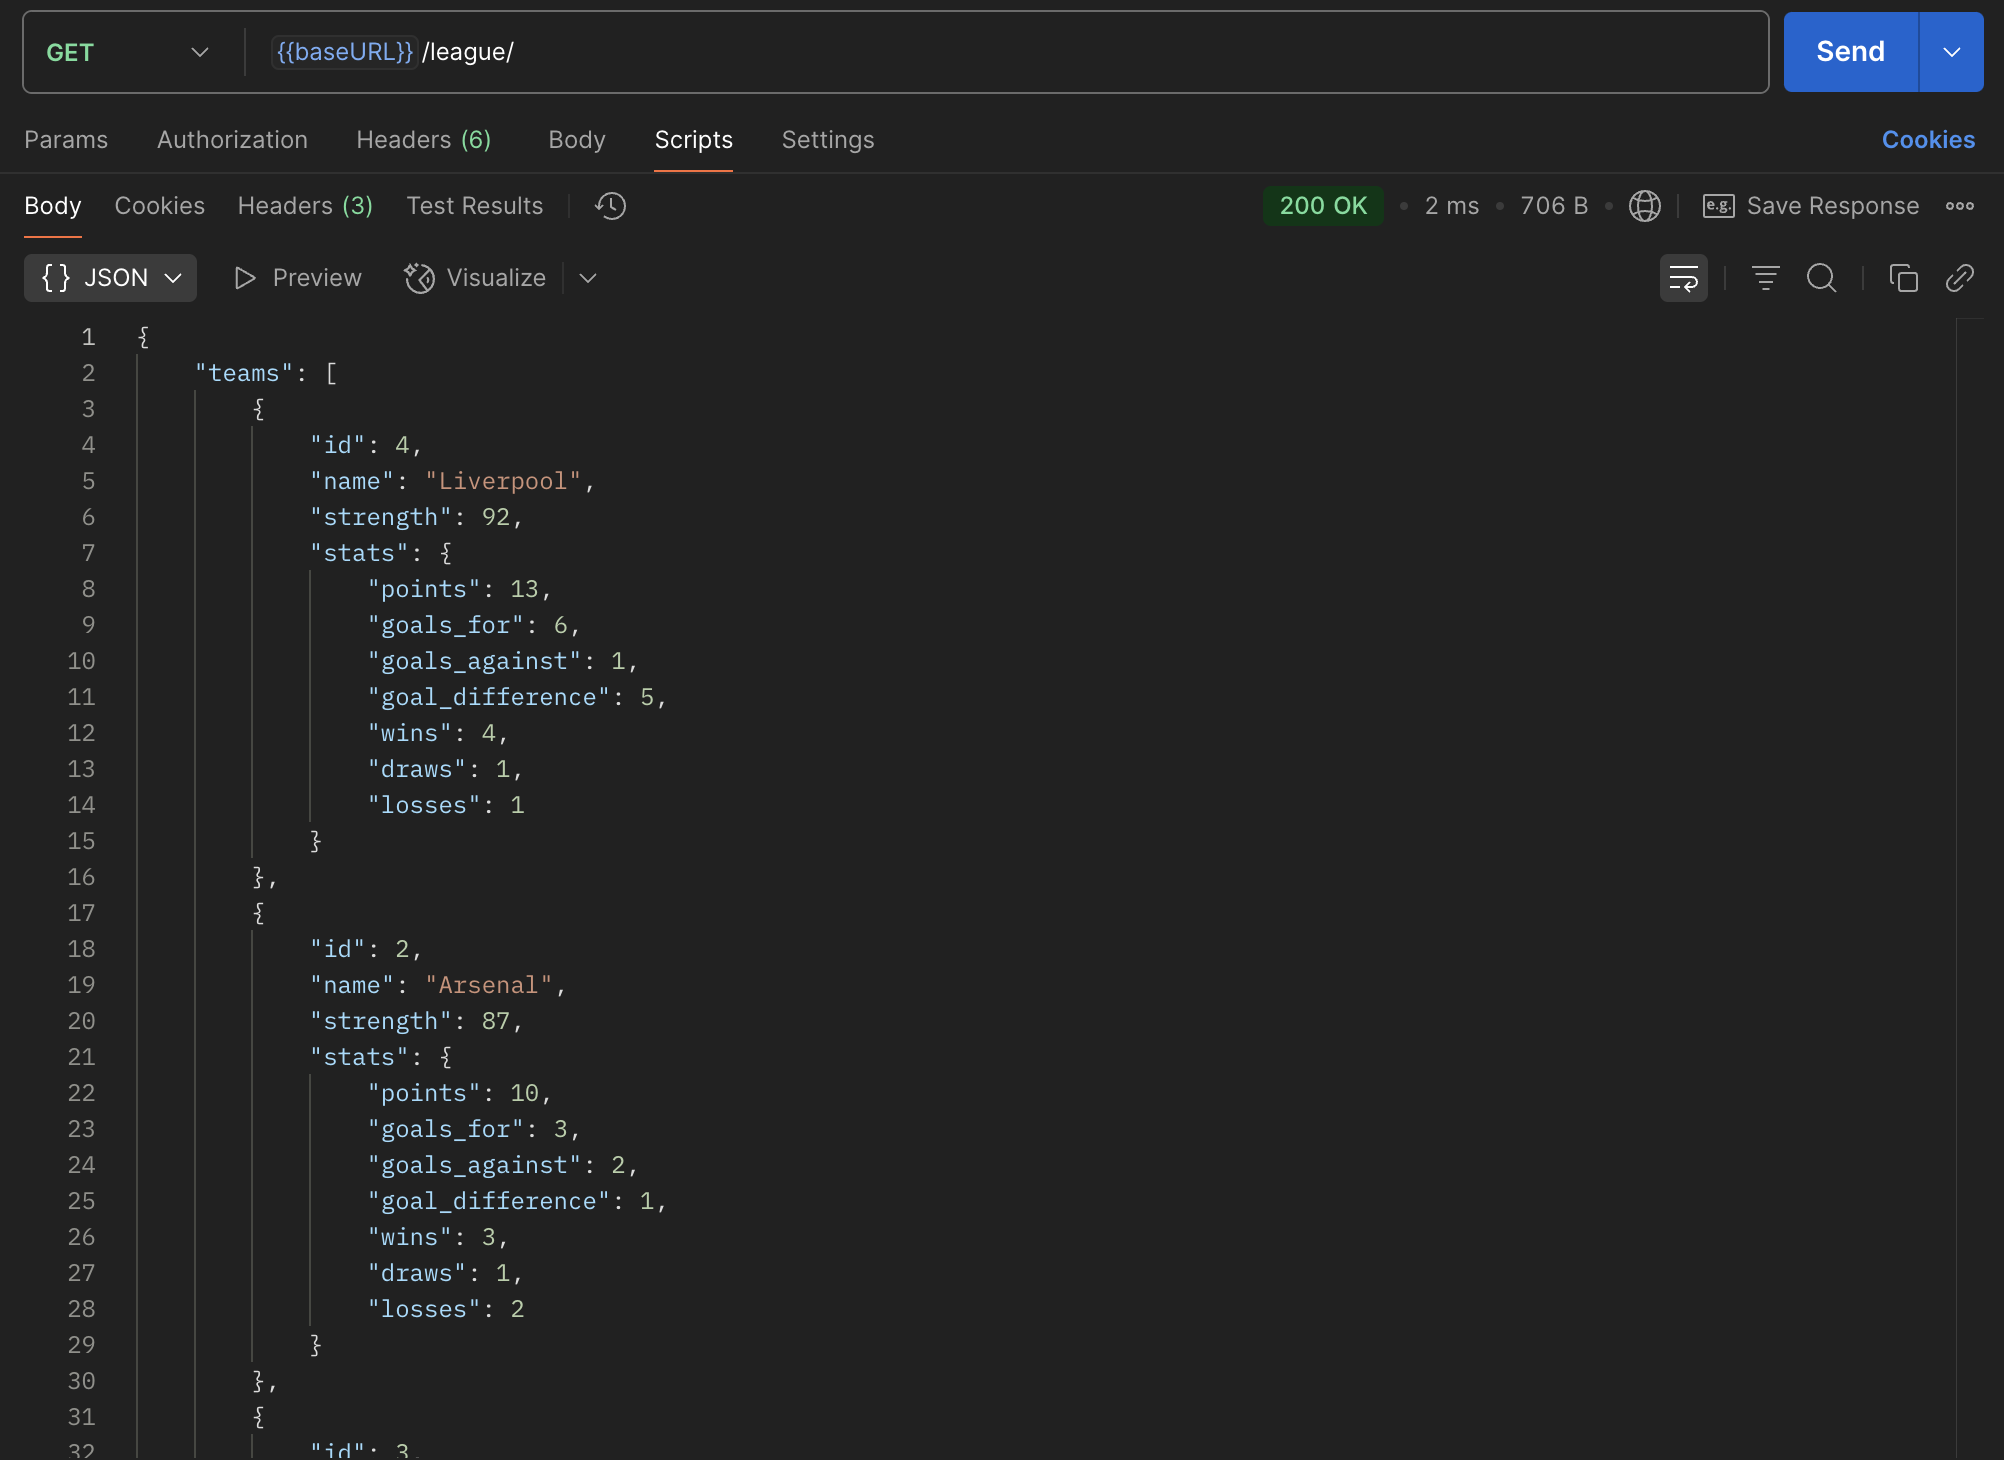 GET {{baseURL}}/league/ Send
Params Authorization Headers (6) Body Scripts Settings Cookies
Body Cookies Headers (3) Test Results 200 OK • 2 ms • 706 B • e.g. Save Response
{} JSON Preview Visualize
1 {
2 "teams": [
3 {
4 "id": 4,
5 "name": "Liverpool",
6 "strength": 92,
7 "stats": {
8 "points": 13,
9 "goals_for": 6,
10 "goals_against": 1,
11 "goal_difference": 5,
12 "wins": 4,
13 "draws": 1,
14 "losses": 1
15 }
16 },
17 {
18 "id": 2,
19 "name": "Arsenal",
20 "strength": 87,
21 "stats": {
22 "points": 10,
23 "goals_for": 3,
24 "goals_against": 2,
25 "goal_difference": 1,
26 "wins": 3,
27 "draws": 1,
28 "losses": 2
29 }
30 },
31 {
32 "id": 3,